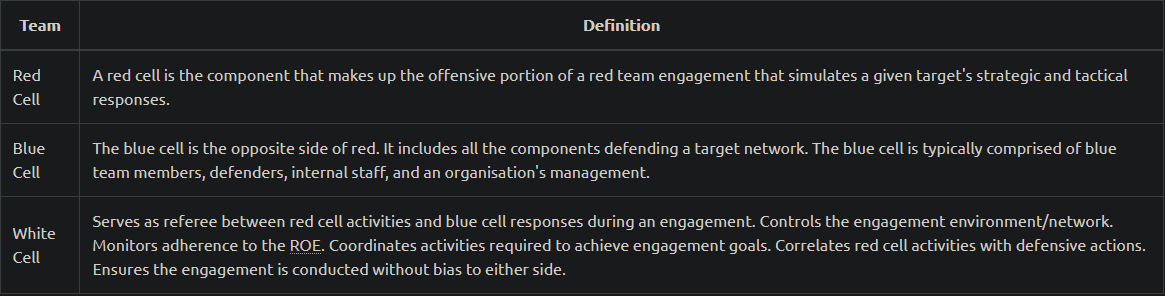 Team Definition
Red Cell
A red cell is the component that makes up the offensive portion of a red team engagement that simulates a given target's strategic and tactical
responses.
Blue Cell
The blue cell is the opposite side of red. It includes all the components defending a target network. The blue cell is typically comprised of blue
team members, defenders, internal staff, and an organisation's management.
White Cell
Serves as referee between red cell activities and blue cell responses during an engagement. Controls the engagement environment/network.
Monitors adherence to the ROE. Coordinates activities required to achieve engagement goals. Correlates red cell activities with defensive actions.
Ensures the engagement is conducted without bias to either side.